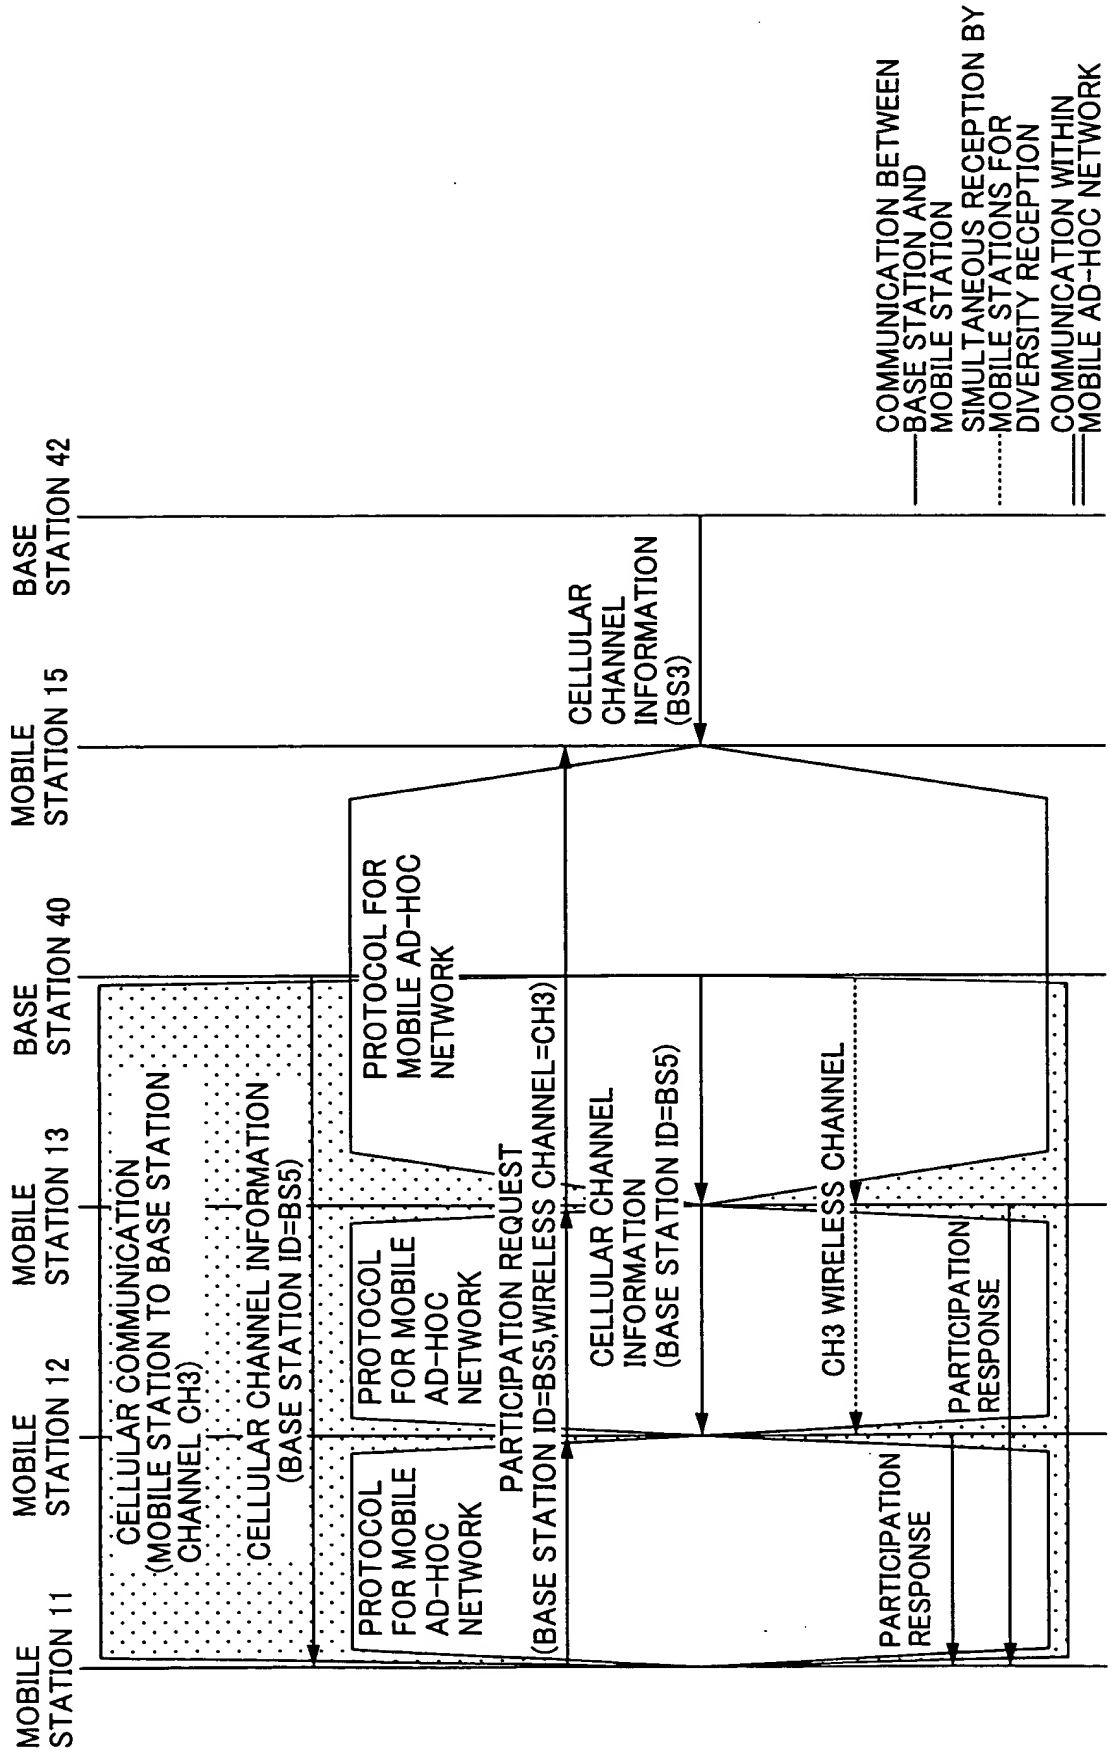 MOBILE
STATION 11
MOBILE
STATION 12
MOBILE
STATION 13
BASE
STATION 40
MOBILE
STATION 15
BASE
STATION 42
CELLULAR COMMUNICATION
(MOBILE STATION TO BASE STATION
CHANNEL CH3)
CELLULAR CHANNEL INFORMATION
(BASE STATION ID=BS5)
PROTOCOL
FOR MOBILE
AD-HOC
NETWORK
PROTOCOL
FOR MOBILE
AD-HOC
NETWORK
PROTOCOL FOR
MOBILE AD-HOC
NETWORK
PARTICIPATION REQUEST
(BASE STATION ID=BS5,WIRELESS CHANNEL=CH3)
CELLULAR CHANNEL
INFORMATION
(BASE STATION ID=BS5)
CELLULAR
CHANNEL
INFORMATION
(BS3)
CH3 WIRELESS CHANNEL
PARTICIPATION
RESPONSE
PARTICIPATION
RESPONSE
COMMUNICATION BETWEEN
BASE STATION AND
MOBILE STATION
SIMULTANEOUS RECEPTION BY
MOBILE STATIONS FOR
DIVERSITY RECEPTION
COMMUNICATION WITHIN
MOBILE AD-HOC NETWORK